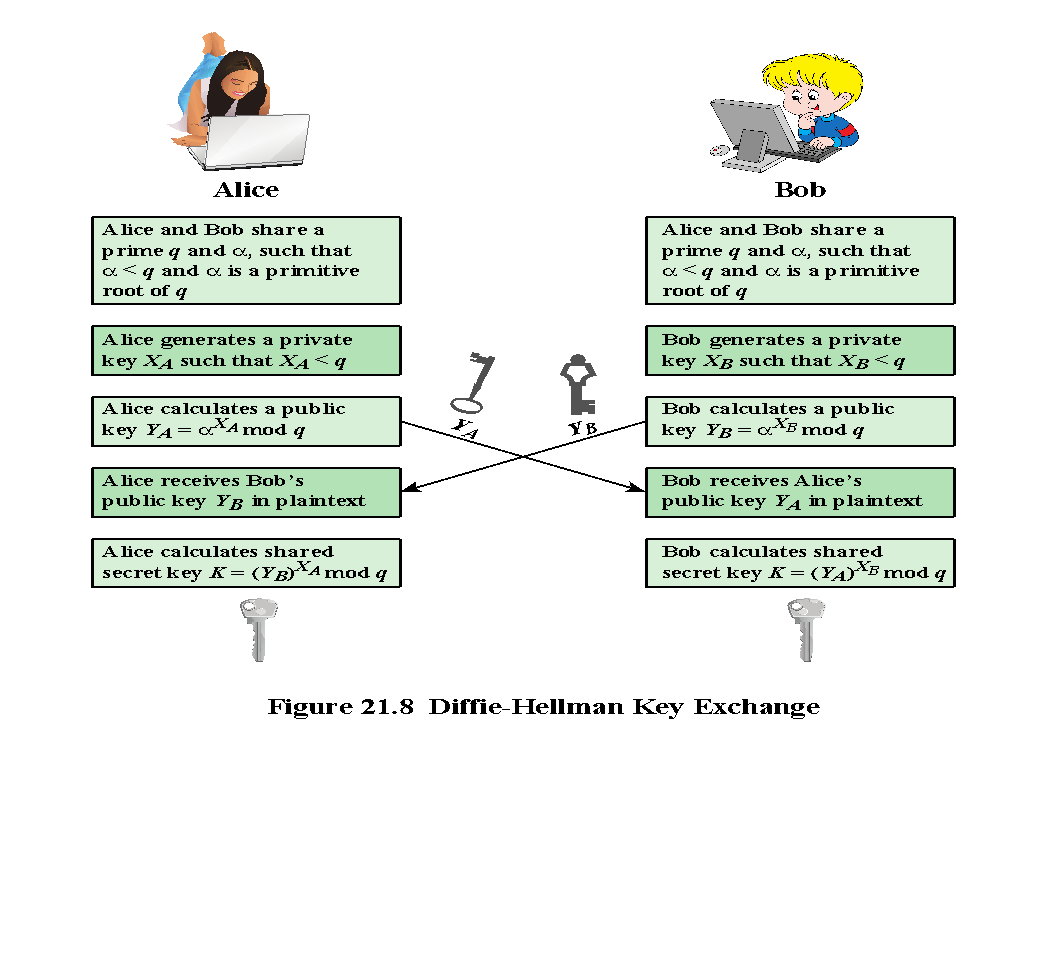 Alice
Bob
Alice and Bob share a
prime q and α, such that
α < q and α is a primitive
root of q
Alice and Bob share a
prime q and α, such that
α < q and α is a primitive
root of q
Alice generates a private
key X_A such that X_A < q
Bob generates a private
key X_B such that X_B < q
Alice calculates a public
key Y_A = α^X_A mod q
Y_A
Y_B
Bob calculates a public
key Y_B = α^X_B mod q
Alice receives Bob’s
public key Y_B in plaintext
Bob receives Alice’s
public key Y_A in plaintext
Alice calculates shared
secret key K = (Y_B)^X_A mod q
Bob calculates shared
secret key K = (Y_A)^X_B mod q
Figure 21.8 Diffie-Hellman Key Exchange